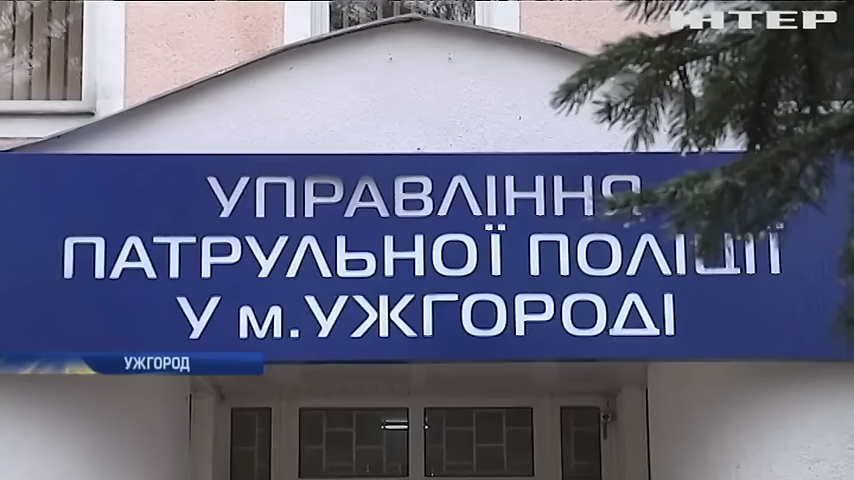 ІНТЕР
УПРАВЛІННЯ
ПАТРУЛЬНОЇ ПОЛІЦІЇ
У м. УЖГОРОДІ
УЖГОРОД